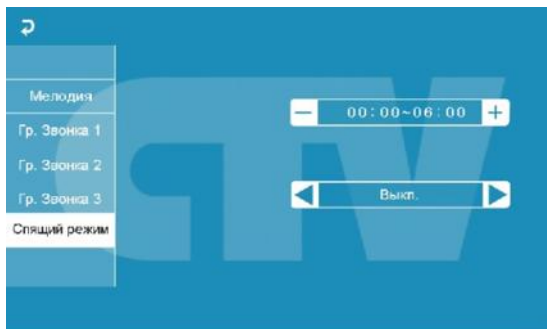 Мелодия
Гр. Звонка 1
Гр. Звонка 2
Гр. Звонка 3
Спящий режим
00:00~06:00
Выкл.
CTV